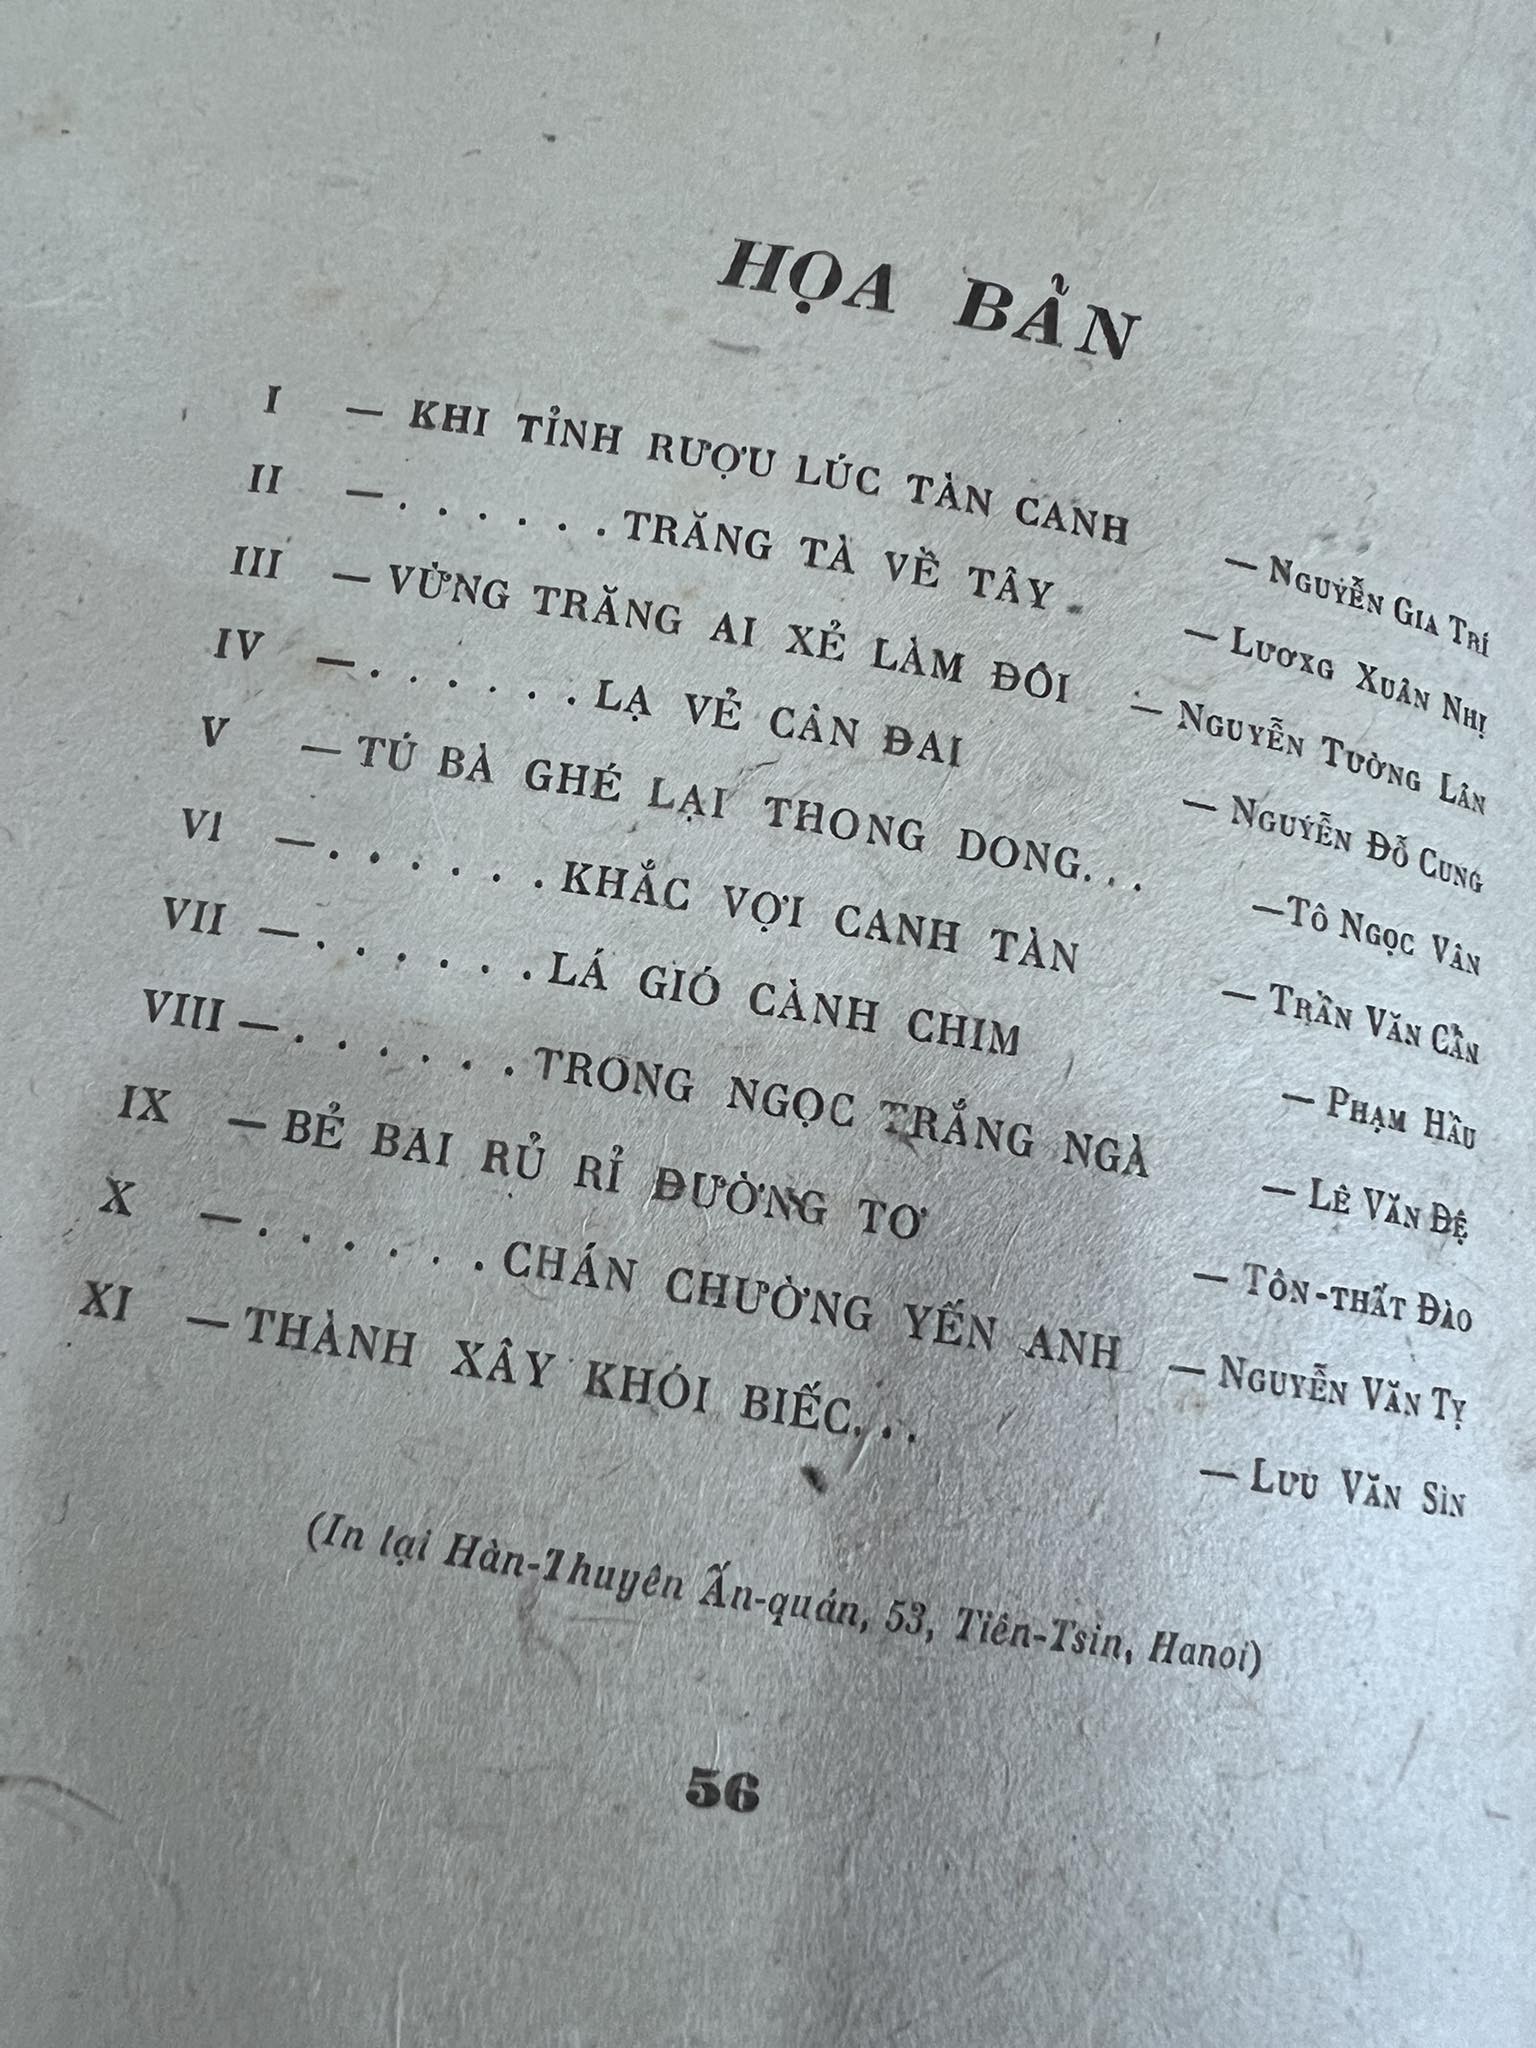 HỌA BẢN
I — KHI TỈNH RƯỢU LÚC TÀN CANH — NGUYỄN GIA TRÍ
II — . . . . . . TRĂNG TÀ VỀ TÂY . — LƯƠXG XUÂN NHỊ
III — VỪNG TRĂNG AI XẺ LÀM ĐÔI — NGUYỄN TƯỜNG LÂN
IV — . . . . . . LẠ VẺ CÀN ĐAI — NGUYỄN ĐỖ CUNG
V — TÚ BÀ GHÉ LẠI THONG DONG. . . — TÔ NGỌC VÂN
VI — . . . . . . KHẮC VỢI CANH TÀN — TRẦN VĂN CẨN
VII — . . . . . . LÁ GIÓ CÀNH CHIM — PHẠM HẦU
VIII — . . . . . . TRONG NGỌC TRẮNG NGÀ — LÊ VĂN ĐỆ
IX — BẺ BAI RỦ RỈ ĐƯỜNG TƠ — TÔN-THẤT ĐÀO
X — . . . . . . CHÁN CHƯỜNG YẾN ANH — NGUYỄN VĂN TỴ
XI — THÀNH XÂY KHÓI BIẾC. . . — LƯU VĂN SÌN
(In lại Hàn-Thuyên Ấn-quán, 53, Tiên-Tsin, Hanoi)
56